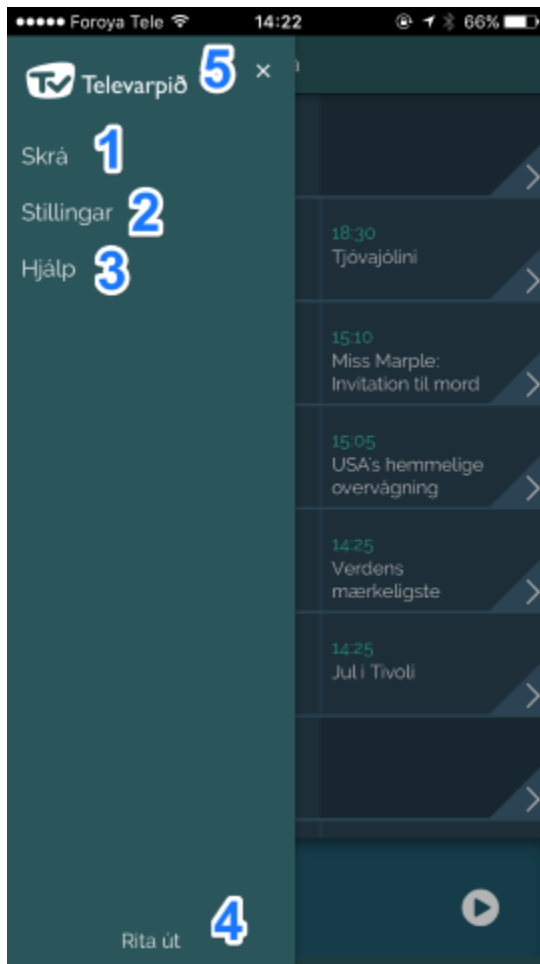 Foroya Tele 14:22 66%
TV Televarpið 5 ×
Skrá 1
Stillingar 2
Hjálp 3
18:30
Tjóvajólini
15:10
Miss Marple:
Invitation til mord
15:05
USA's hemmelige
overvågning
14:25
Verdens
mærkeligste
14:25
Jul i Tivoli
Rita út 4